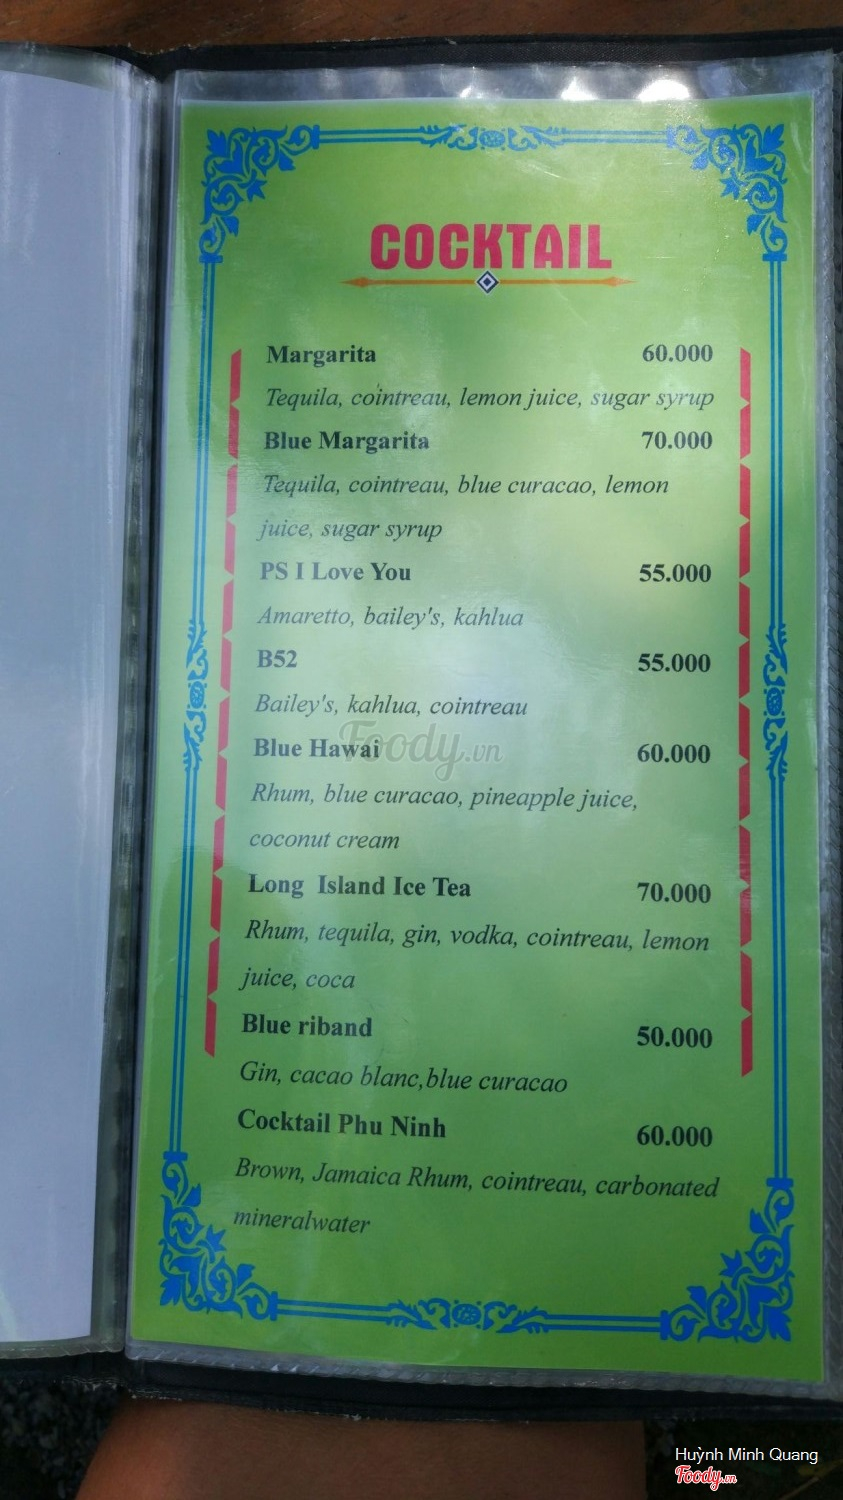 COCKTAIL
Margarita 60.000
Tequila, cointreau, lemon juice, sugar syrup
Blue Margarita 70.000
Tequila, cointreau, blue curacao, lemon
juice, sugar syrup
PS I Love You 55.000
Amaretto, bailey's, kahlua
B52 55.000
Bailey's, kahlua, cointreau
Foody.vn
Blue Hawai 60.000
Rhum, blue curacao, pineapple juice,
coconut cream
Long Island Ice Tea 70.000
Rhum, tequila, gin, vodka, cointreau, lemon
juice, coca
Blue riband 50.000
Gin, cacao blanc,blue curacao
Cocktail Phu Ninh 60.000
Brown, Jamaica Rhum, cointreau, carbonated
mineralwater
Huỳnh Minh Quang
Foody.vn